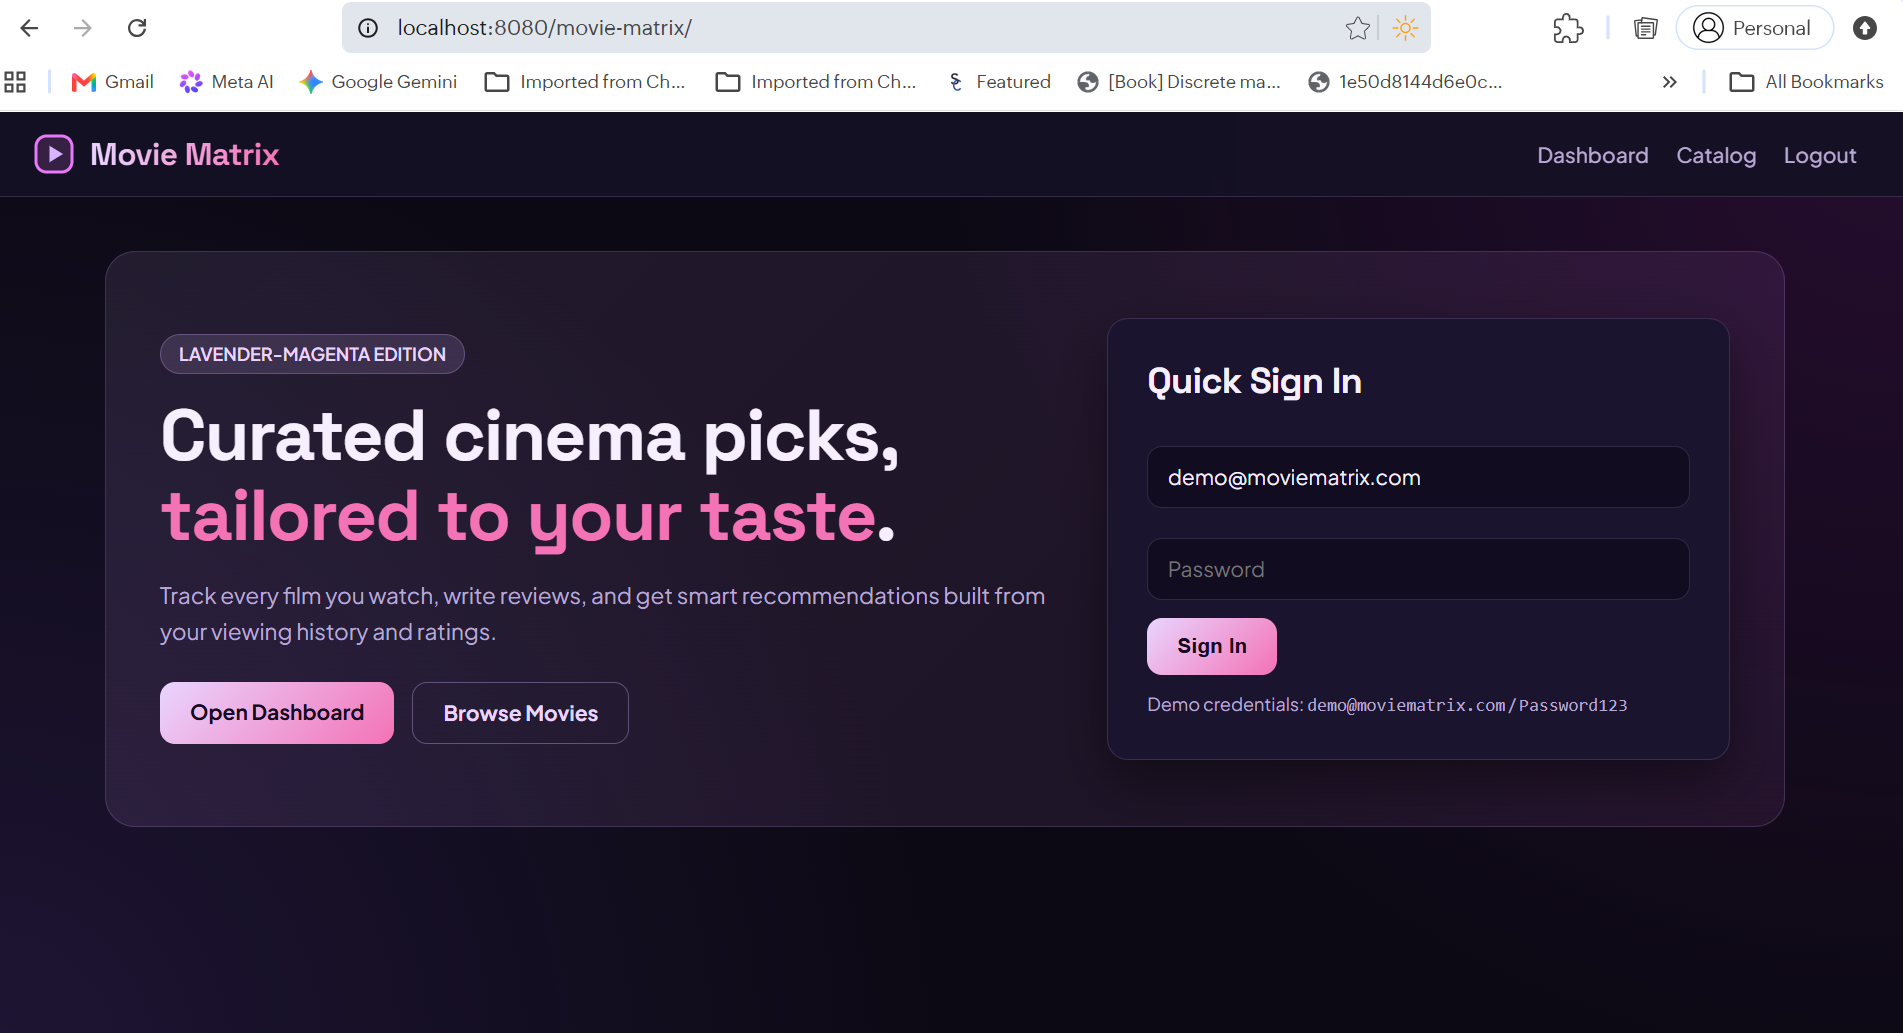 localhost:8080/movie-matrix/
Personal
Gmail
Meta AI
Google Gemini
Imported from Ch...
Imported from Ch...
Featured
[Book] Discrete ma...
1e50d8144d6e0c...
All Bookmarks
Movie Matrix
Dashboard
Catalog
Logout
LAVENDER-MAGENTA EDITION
Curated cinema picks,
tailored to your taste.
Track every film you watch, write reviews, and get smart recommendations built from
your viewing history and ratings.
Open Dashboard
Browse Movies
Quick Sign In
demo@moviematrix.com
Password
Sign In
Demo credentials: demo@moviematrix.com/Password123